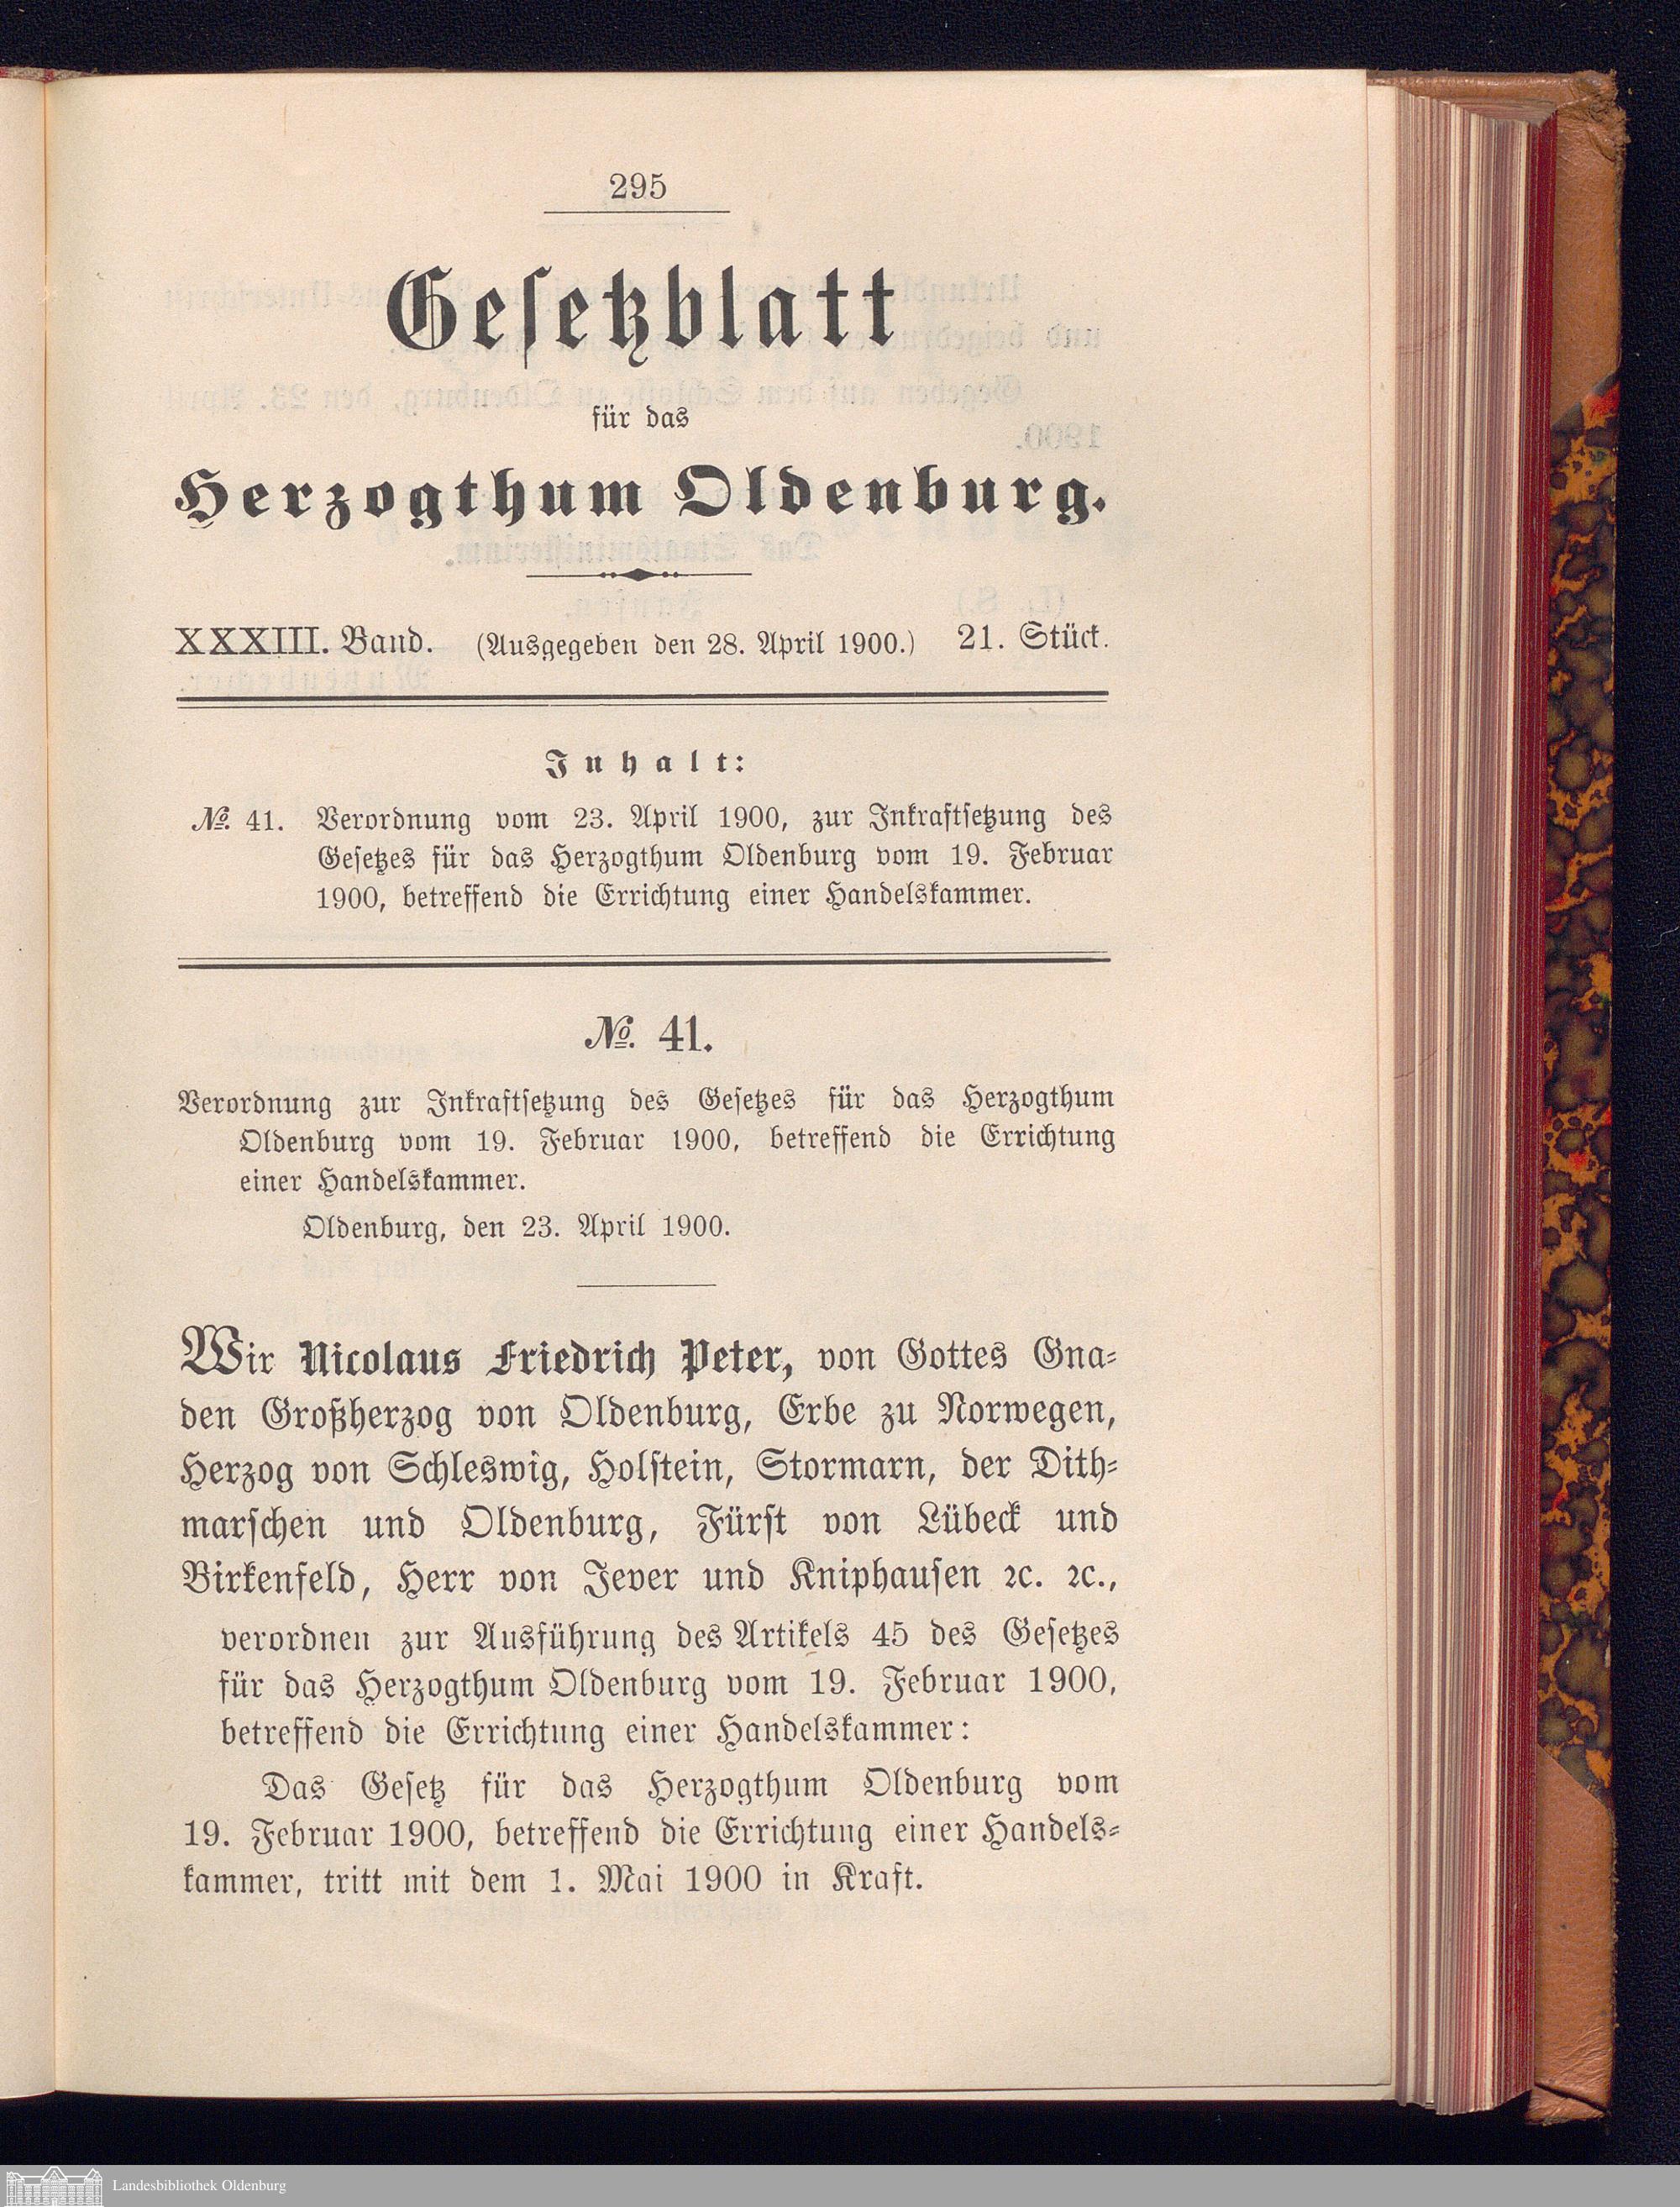 295
Gesetzblatt
für das
Herzogthum Oldenburg.
XXXIII. Band. (Ausgegeben den 28. April 1900.) 21. Stück.
Inhalt:
№. 41. Verordnung vom 23. April 1900, zur Inkraftsetzung des
Gesetzes für das Herzogthum Oldenburg vom 19. Februar
1900, betreffend die Errichtung einer Handelskammer.
№. 41.
Verordnung zur Inkraftsetzung des Gesetzes für das Herzogthum
Oldenburg vom 19. Februar 1900, betreffend die Errichtung
einer Handelskammer.
Oldenburg, den 23. April 1900.
Wir Nicolaus Friedrich Peter, von Gottes Gna-
den Großherzog von Oldenburg, Erbe zu Norwegen,
Herzog von Schleswig, Holstein, Stormarn, der Dith-
marschen und Oldenburg, Fürst von Lübeck und
Birkenfeld, Herr von Jever und Kniphausen ꝛc. ꝛc.,
verordnen zur Ausführung des Artikels 45 des Gesetzes
für das Herzogthum Oldenburg vom 19. Februar 1900,
betreffend die Errichtung einer Handelskammer:
Das Gesetz für das Herzogthum Oldenburg vom
19. Februar 1900, betreffend die Errichtung einer Handels-
kammer, tritt mit dem 1. Mai 1900 in Kraft.
Landesbibliothek Oldenburg